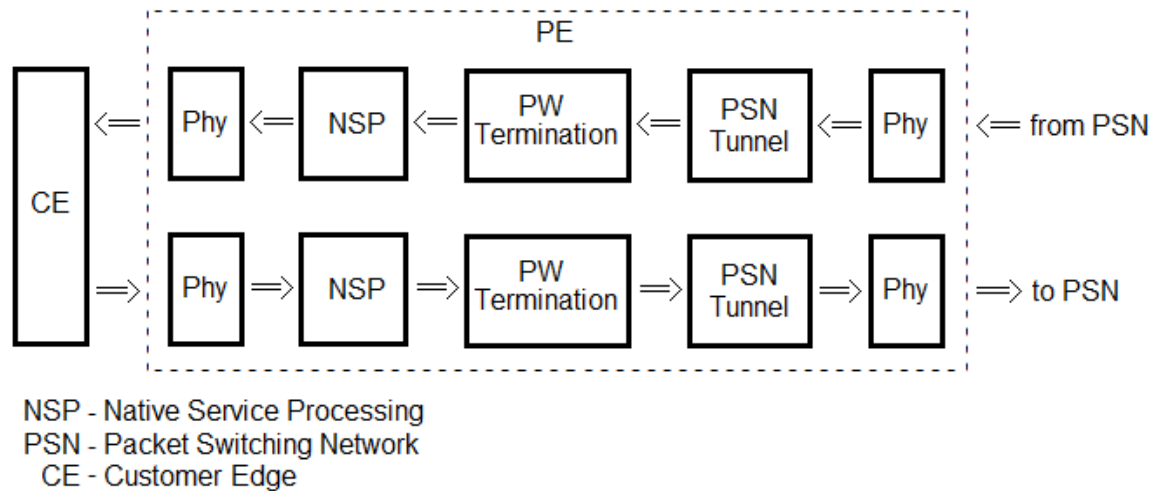 PE
CE
Phy
NSP
PW
Termination
PSN
Tunnel
Phy
from PSN
Phy
NSP
PW
Termination
PSN
Tunnel
Phy
to PSN
NSP - Native Service Processing
PSN - Packet Switching Network
CE - Customer Edge